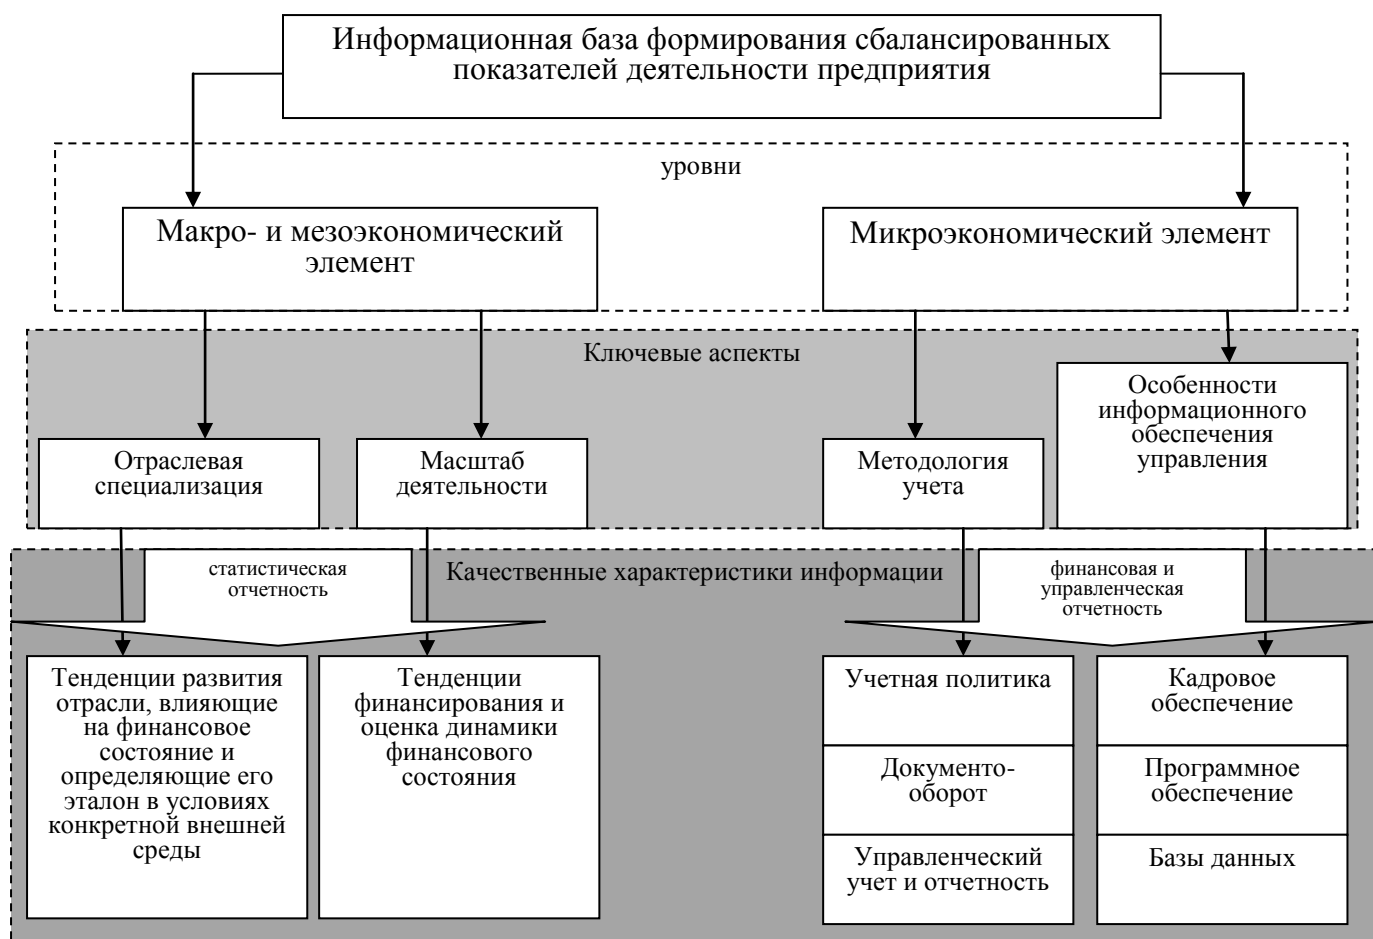 Информационная база формирования сбалансированных
показателей деятельности предприятия
уровни
Макро- и мезоэкономический
элемент
Микроэкономический элемент
Ключевые аспекты
Отраслевая
специализация
Масштаб
деятельности
Методология
учета
Особенности
информационного
обеспечения
управления
Качественные характеристики информации
статистическая
отчетность
финансовая и
управленческая
отчетность
Тенденции развития
отрасли, влияющие
на финансовое
состояние и
определяющие его
эталон в условиях
конкретной внешней
среды
Тенденции
финансирования и
оценка динамики
финансового
состояния
Учетная политика
Документо-
оборот
Управленческий
учет и отчетность
Кадровое
обеспечение
Программное
обеспечение
Базы данных